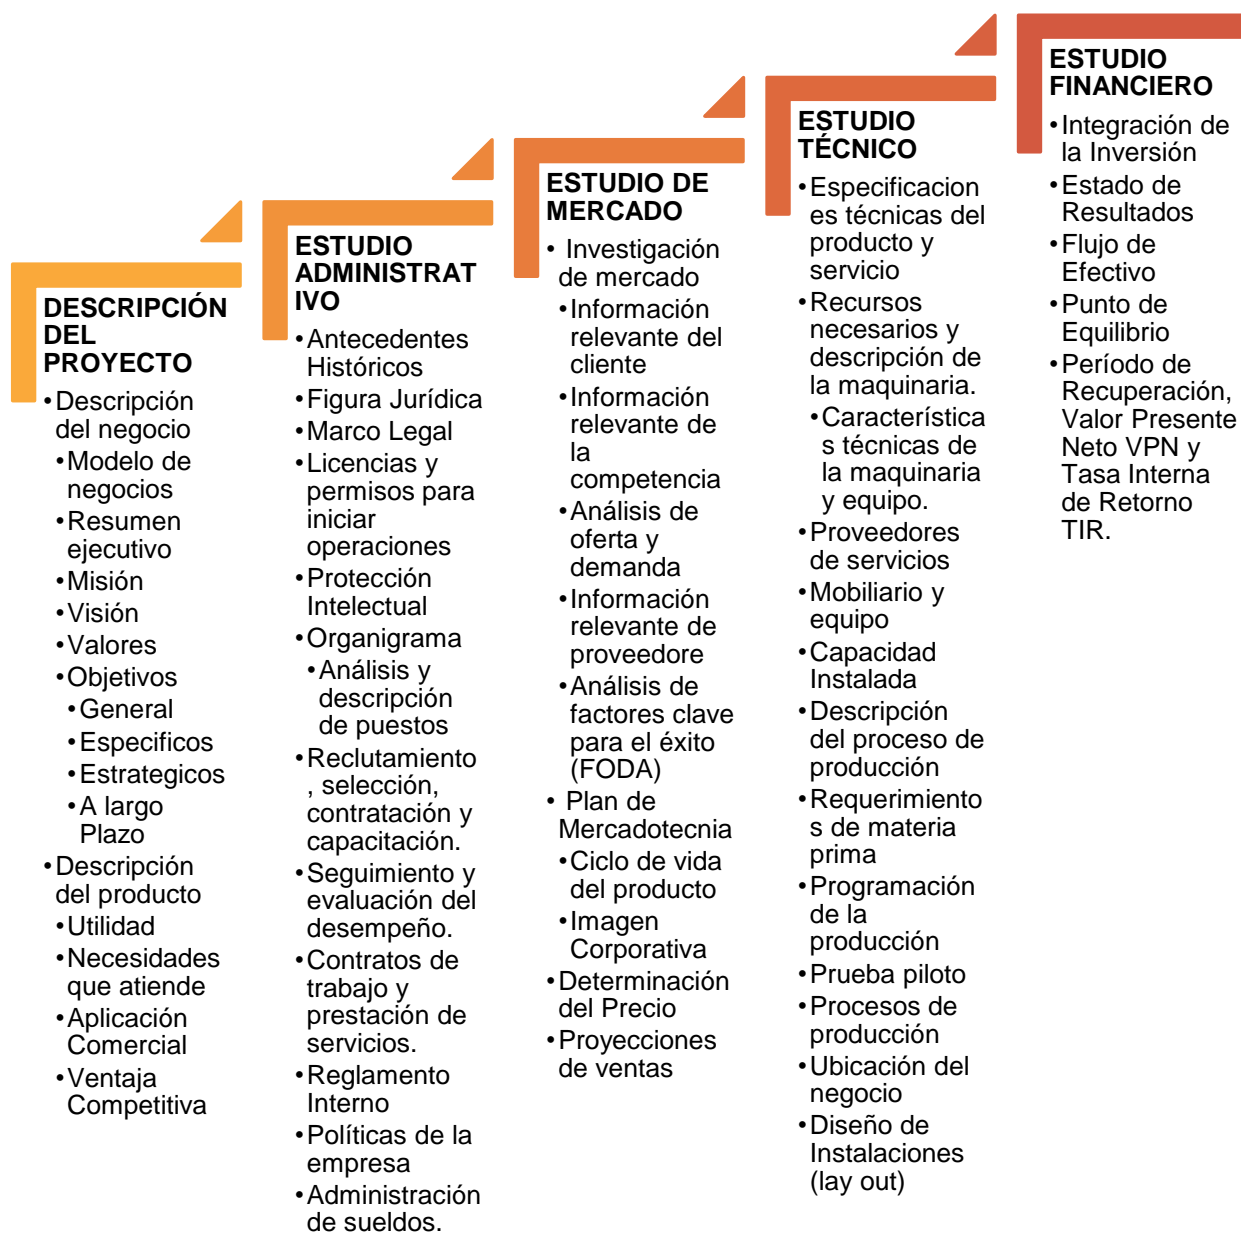 DESCRIPCIÓN
DEL
PROYECTO
•Descripción
del negocio
•Modelo de
negocios
•Resumen
ejecutivo
•Misión
•Visión
•Valores
•Objetivos
•General
•Especificos
•Estrategicos
•A largo
Plazo
•Descripción
del producto
•Utilidad
•Necesidades
que atiende
•Aplicación
Comercial
•Ventaja
Competitiva
ESTUDIO
ADMINISTRAT
IVO
•Antecedentes
Históricos
•Figura Jurídica
•Marco Legal
•Licencias y
permisos para
iniciar
operaciones
•Protección
Intelectual
•Organigrama
•Análisis y
descripción
de puestos
•Reclutamiento
, selección,
contratación y
capacitación.
•Seguimiento y
evaluación del
desempeño.
•Contratos de
trabajo y
prestación de
servicios.
•Reglamento
Interno
•Políticas de la
empresa
•Administración
de sueldos.
ESTUDIO DE
MERCADO
• Investigación
de mercado
•Información
relevante del
cliente
•Información
relevante de
la
competencia
•Análisis de
oferta y
demanda
•Información
relevante de
proveedore
•Análisis de
factores clave
para el éxito
(FODA)
• Plan de
Mercadotecnia
•Ciclo de vida
del producto
•Imagen
Corporativa
•Determinación
del Precio
•Proyecciones
de ventas
ESTUDIO
TÉCNICO
•Especificacion
es técnicas del
producto y
servicio
•Recursos
necesarios y
descripción de
la maquinaria.
•Característica
s técnicas de
la maquinaria
y equipo.
•Proveedores
de servicios
•Mobiliario y
equipo
•Capacidad
Instalada
•Descripción
del proceso de
producción
•Requerimiento
s de materia
prima
•Programación
de la
producción
•Prueba piloto
•Procesos de
producción
•Ubicación del
negocio
•Diseño de
Instalaciones
(lay out)
ESTUDIO
FINANCIERO
•Integración de
la Inversión
•Estado de
Resultados
•Flujo de
Efectivo
•Punto de
Equilibrio
•Período de
Recuperación,
Valor Presente
Neto VPN y
Tasa Interna
de Retorno
TIR.